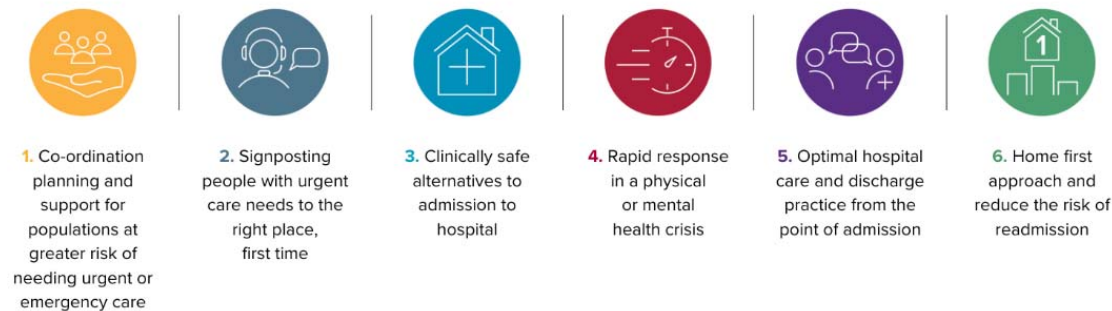 1
1. Co-ordination
planning and
support for
populations at
greater risk of
needing urgent or
emergency care
2. Signposting
people with urgent
care needs to the
right place,
first time
3. Clinically safe
alternatives to
admission to
hospital
4. Rapid response
in a physical
or mental
health crisis
5. Optimal hospital
care and discharge
practice from the
point of admission
6. Home first
approach and
reduce the risk of
readmission